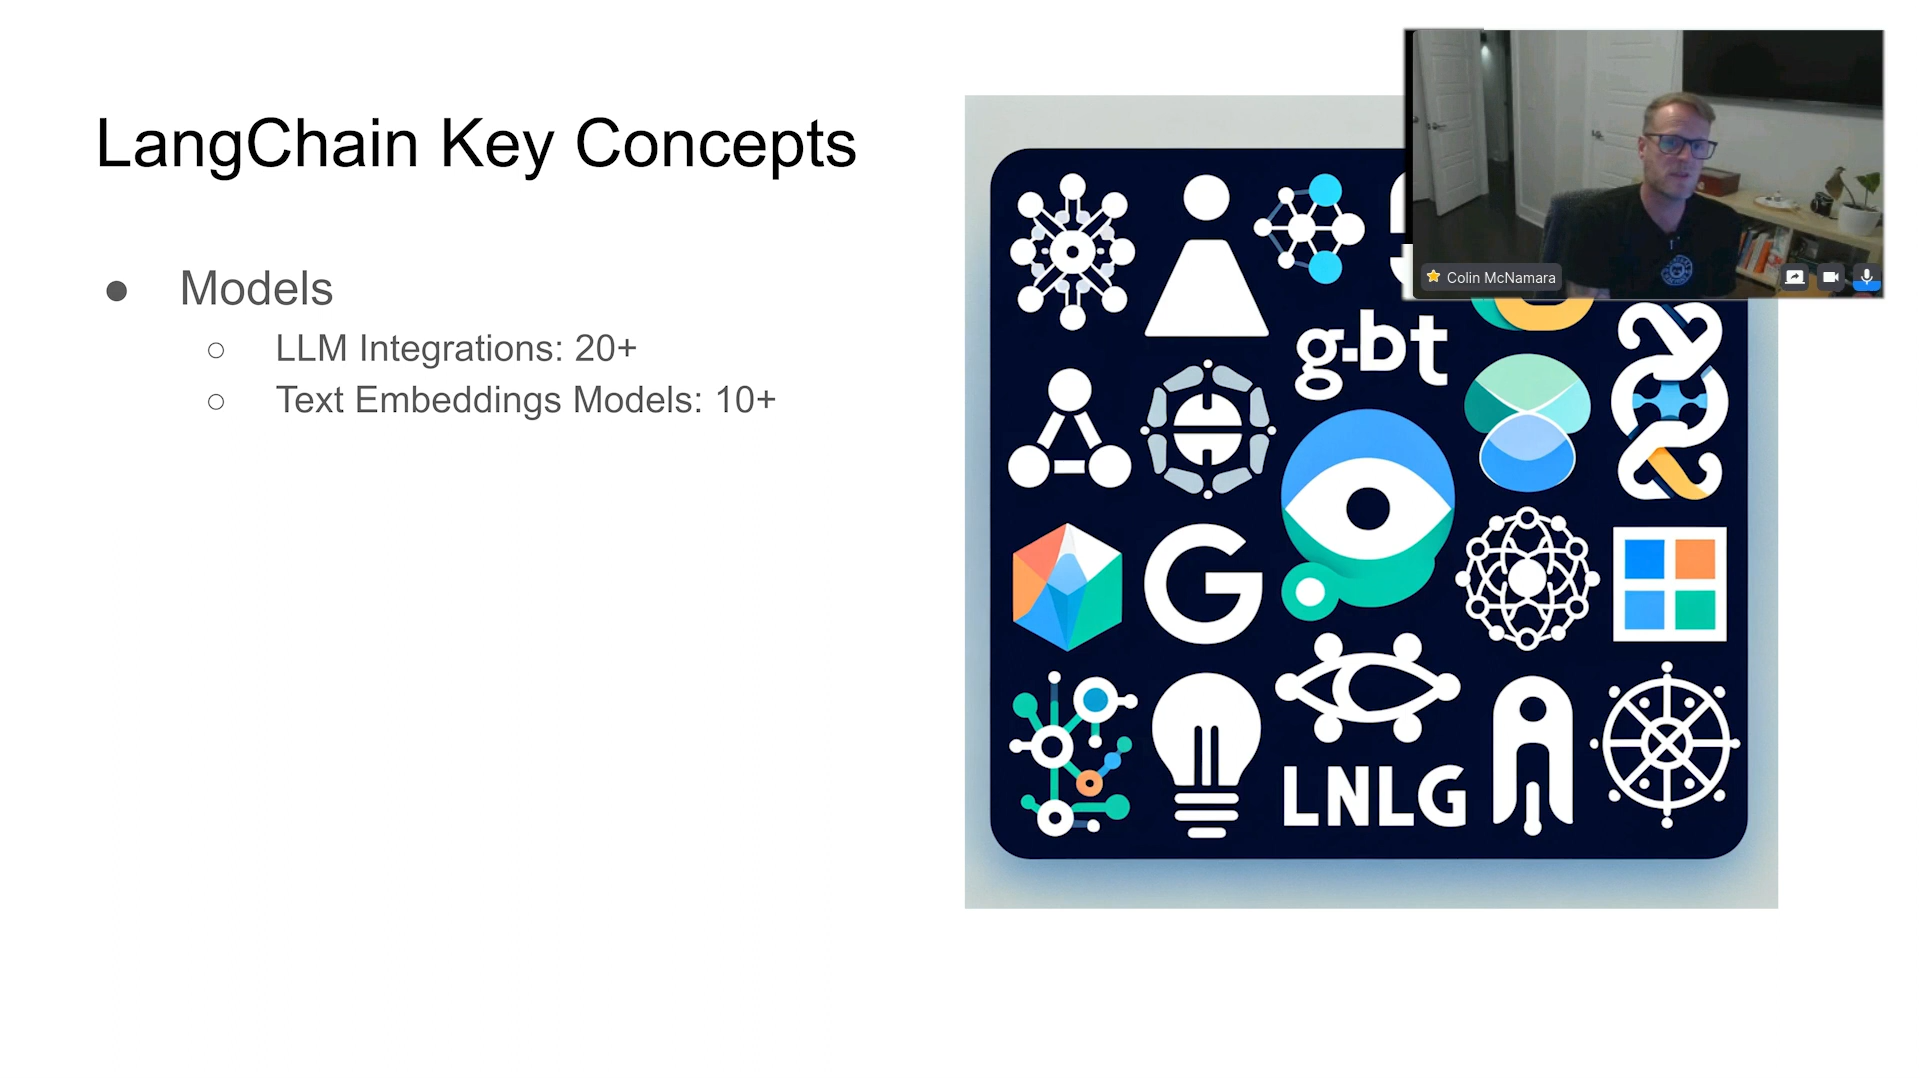 LangChain Key Concepts
● Models
○ LLM Integrations: 20+
○ Text Embeddings Models: 10+
g-bt
G
LNLG
Colin McNamara